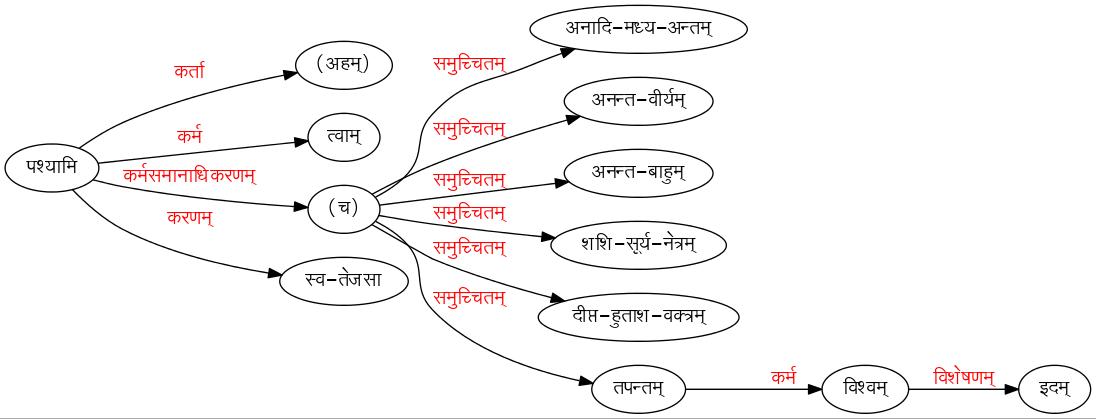 अनादि-मध्य-अन्तम्
समुच्चितम्
(अहम्)
कर्ता
अनन्त-वीर्यम्
समुच्चितम्
त्वाम्
कर्म
पश्यामि
कर्मसमानाधिकरणम्
समुच्चितम्
अनन्त-बाहुम्
(च)
समुच्चितम्
करणम्
शशि-सूर्य-नेत्रम्
समुच्चितम्
स्व-तेजसा
समुच्चितम्
दीप्त-हुताश-वक्त्रम्
तपन्तम्
कर्म
विश्वम्
विशेषणम्
इदम्